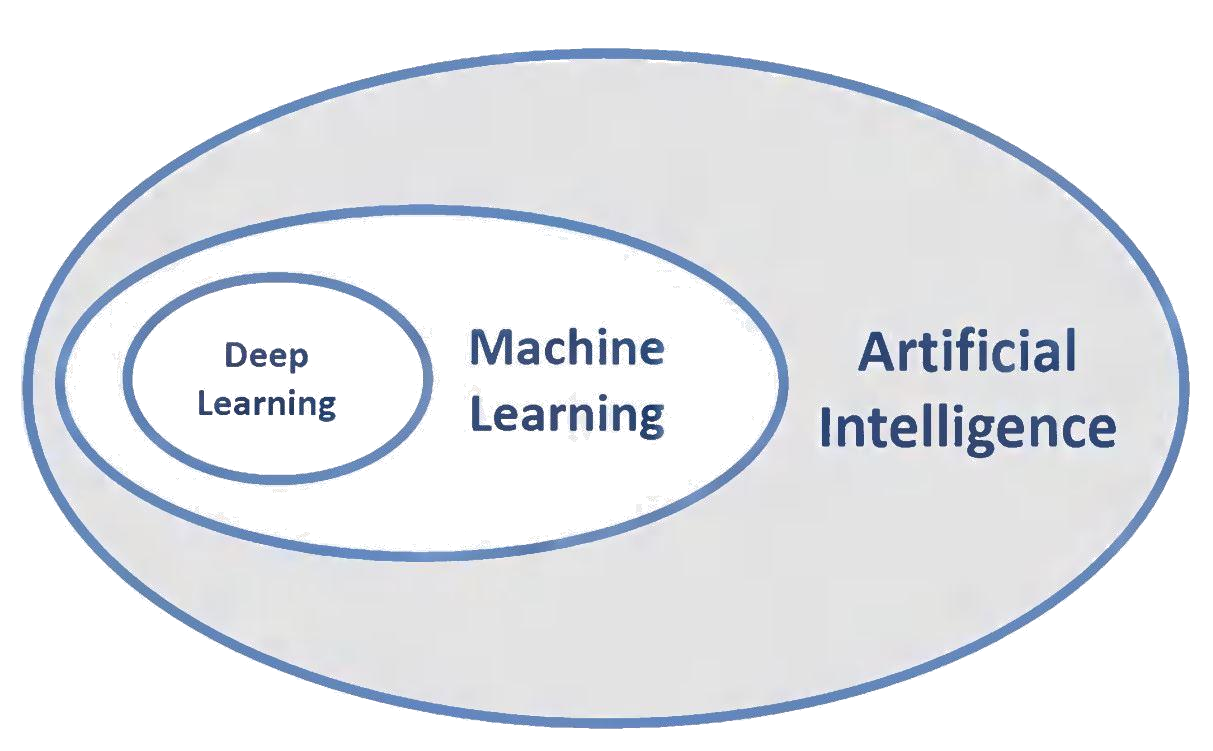 Deep
Learning
Machine
Learning
Artificial
Intelligence